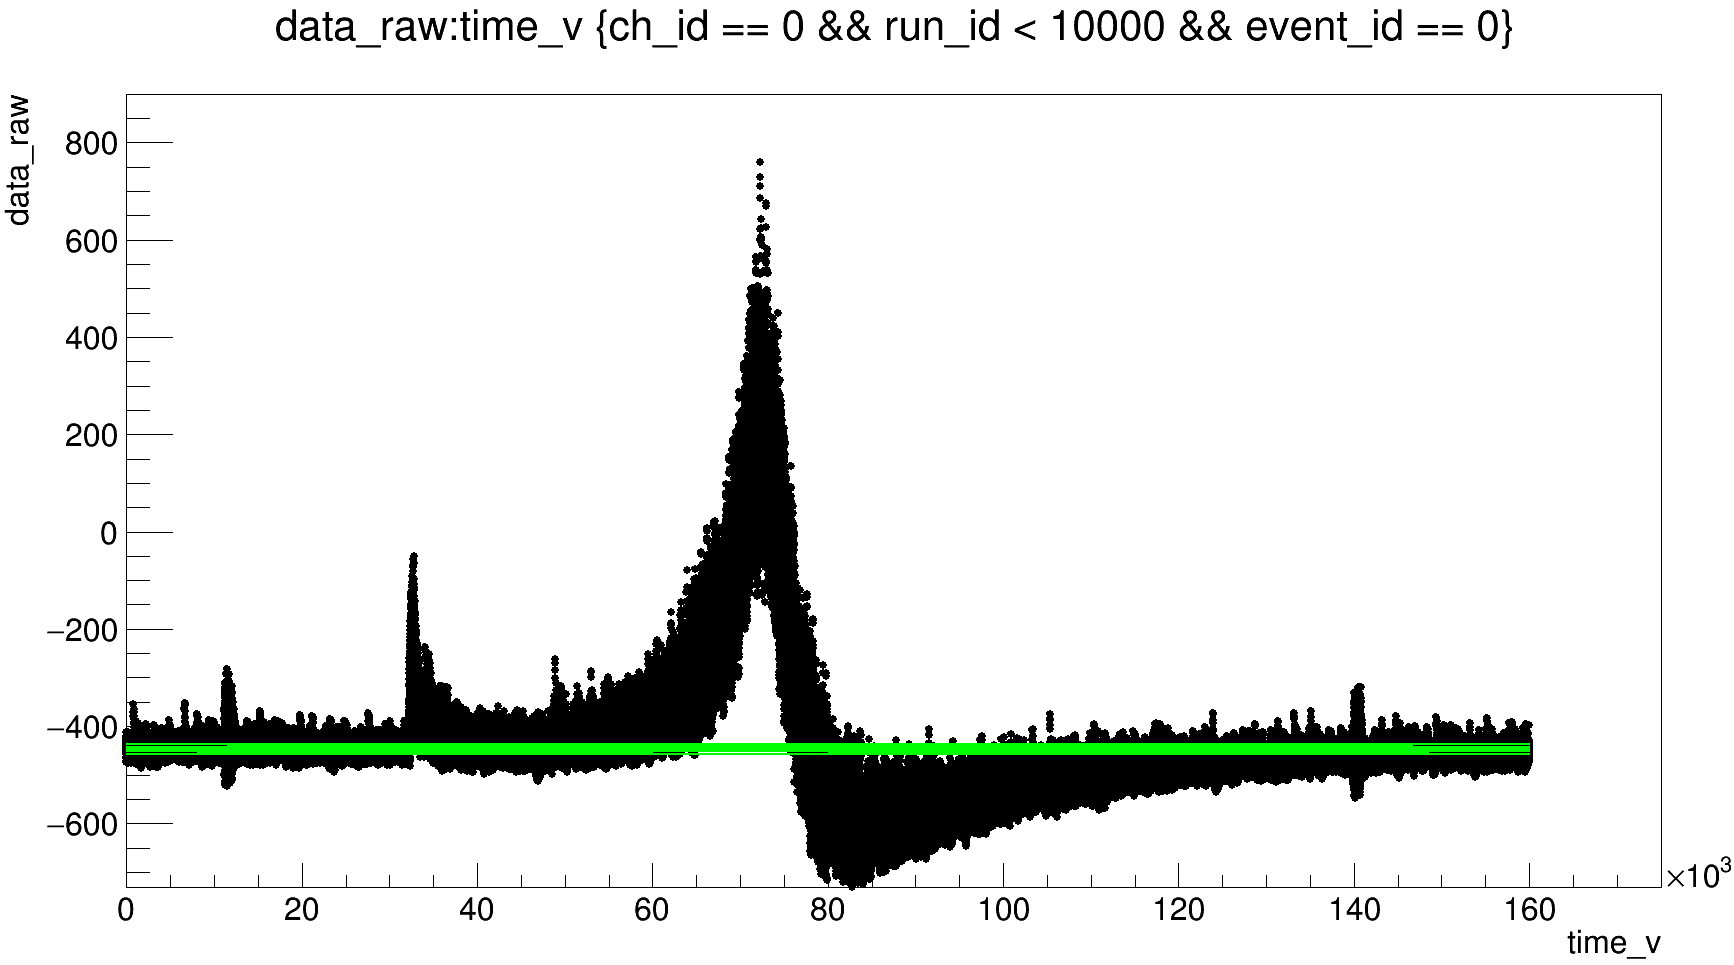 data_raw:time_v {ch_id == 0 && run_id < 10000 && event_id == 0}
data_raw
800
600
400
200
0
−200
−400
−600
0 20 40 60 80 100 120 140 160
×10³
time_v